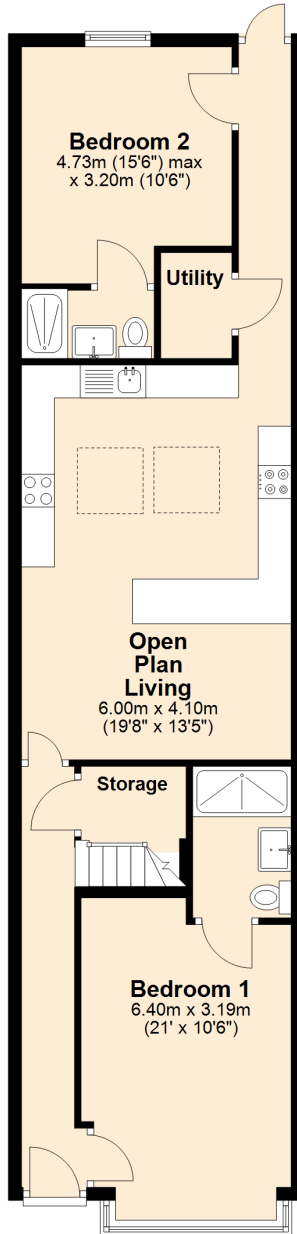 Bedroom 2
4.73m (15'6") max
x 3.20m (10'6")
Utility
Open
Plan
Living
6.00m x 4.10m
(19'8" x 13'5")
Storage
Bedroom 1
6.40m x 3.19m
(21' x 10'6")